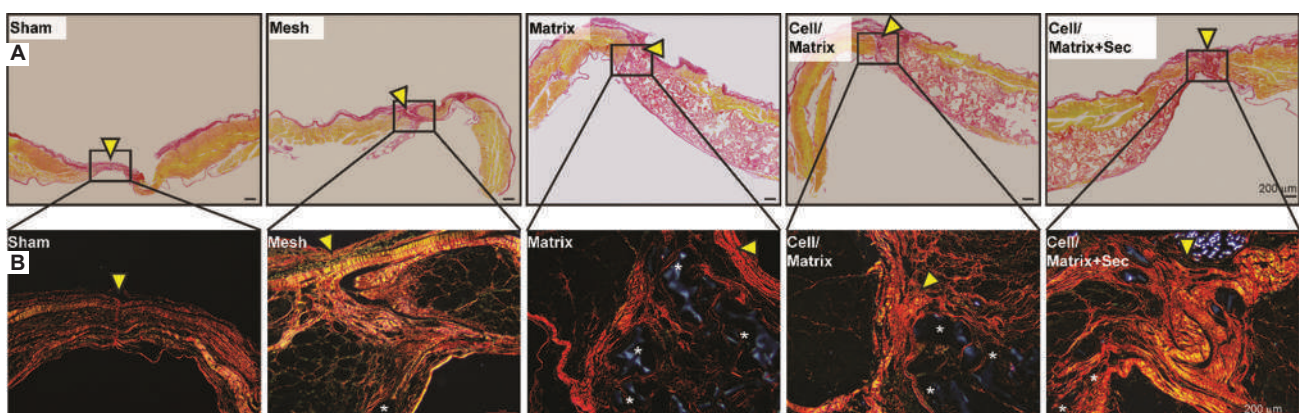 A
Sham
Mesh
Matrix
Cell/
Matrix
Cell/
Matrix+Sec
200 μm
B
Sham
Mesh
*
Matrix
*
*
*
*
Cell/
Matrix
*
*
*
Cell/
Matrix+Sec
*
*
200 μm